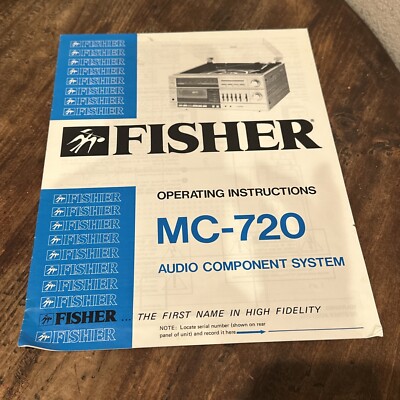 FISHER
FISHER
FISHER
FISHER
FISHER
FISHER
FISHER
FISHER®
OPERATING INSTRUCTIONS
MC-720
AUDIO COMPONENT SYSTEM
FISHER
FISHER
FISHER
FISHER
FISHER
FISHER
FISHER
FISHER
FISHER ... THE FIRST NAME IN HIGH FIDELITY
FISHER
NOTE: Locate serial number (shown on rear
panel of unit) and record it here